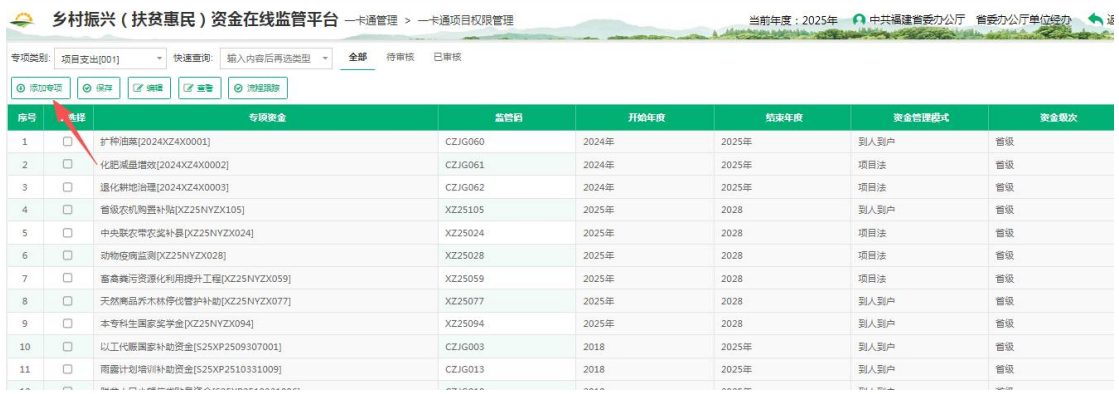 乡村振兴（扶贫惠民）资金在线监管平台 一卡通管理 > 一卡通项目权限管理 当前年度：2025年 中共福建省委办公厅 省委办公厅单位经办
专项类别: 项目支出[001] 快速查询: 输入内容后再选类型 全部 待审核 已审核
添加专项 保存 编辑 查看 流程跟踪
序号 选择 专项资金 监管码 开始年度 结束年度 资金管理模式 资金级次
1 扩种油菜[2024XZ4X0001] CZJG060 2024年 2025年 到人到户 省级
2 化肥减量增效[2024XZ4X0002] CZJG061 2024年 2025年 项目法 省级
3 退化耕地治理[2024XZ4X0003] CZJG062 2024年 2025年 项目法 省级
4 省级农机购置补贴[XZ25NYZX105] XZ25105 2025年 2028 到人到户 省级
5 中央联农带农奖补县[XZ25NYZX024] XZ25024 2025年 2028 项目法 省级
6 动物疫病监测[XZ25NYZX028] XZ25028 2025年 2028 项目法 省级
7 畜禽粪污资源化利用提升工程[XZ25NYZX059] XZ25059 2025年 2028 项目法 省级
8 天然商品乔木林停伐管护补助[XZ25NYZX077] XZ25077 2025年 2028 到人到户 省级
9 本专科生国家奖学金[XZ25NYZX094] XZ25094 2025年 2028 到人到户 省级
10 以工代赈国家补助资金[S25XP2509307001] CZJG003 2018 2025年 到人到户 省级
11 雨露计划培训补助资金[S25XP2510331009] CZJG013 2018 2025年 到人到户 省级